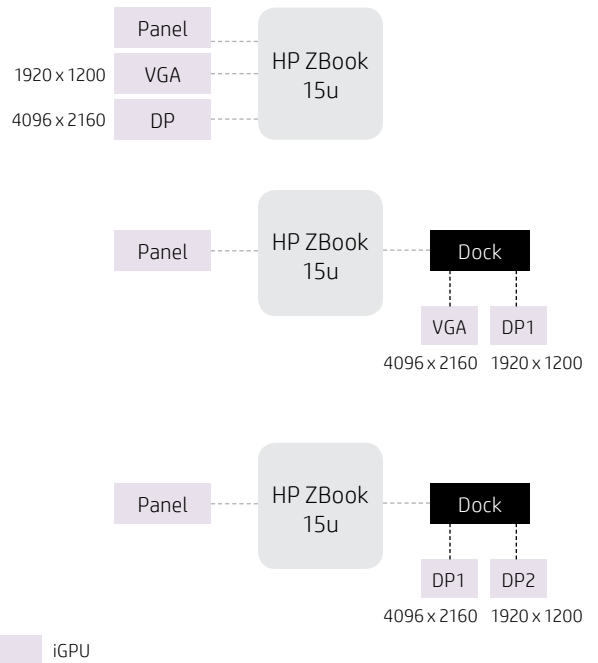 Panel
HP ZBook
15u
1920 x 1200 VGA
4096 x 2160 DP
Panel
HP ZBook
15u
Dock
VGA DP1
4096 x 2160 1920 x 1200
Panel
HP ZBook
15u
Dock
DP1 DP2
4096 x 2160 1920 x 1200
iGPU